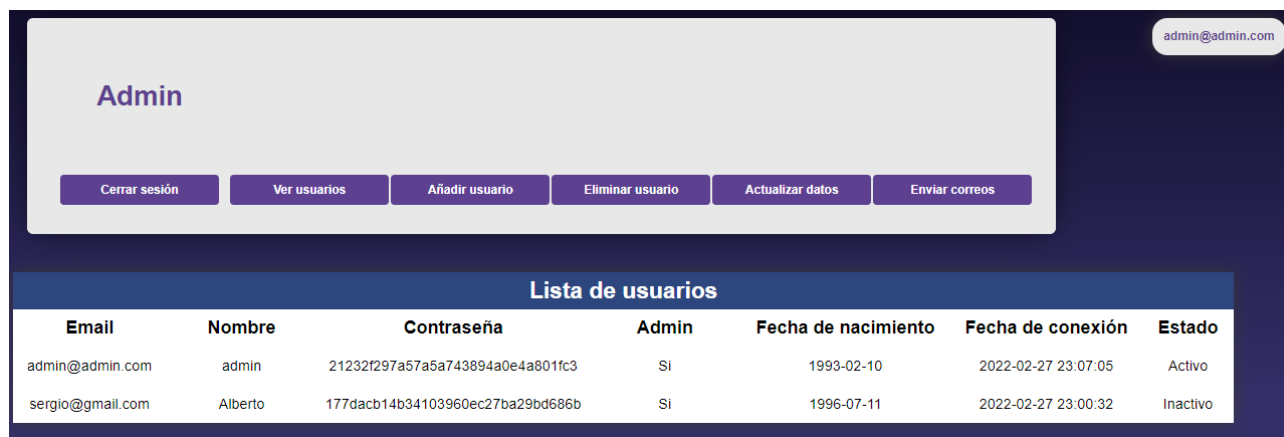 admin@admin.com
Admin
Cerrar sesión Ver usuarios Añadir usuario Eliminar usuario Actualizar datos Enviar correos
Lista de usuarios
Email Nombre Contraseña Admin Fecha de nacimiento Fecha de conexión Estado
admin@admin.com admin 21232f297a57a5a743894a0e4a801fc3 Si 1993-02-10 2022-02-27 23:07:05 Activo
sergio@gmail.com Alberto 177dacb14b34103960ec27ba29bd686b Si 1996-07-11 2022-02-27 23:00:32 Inactivo